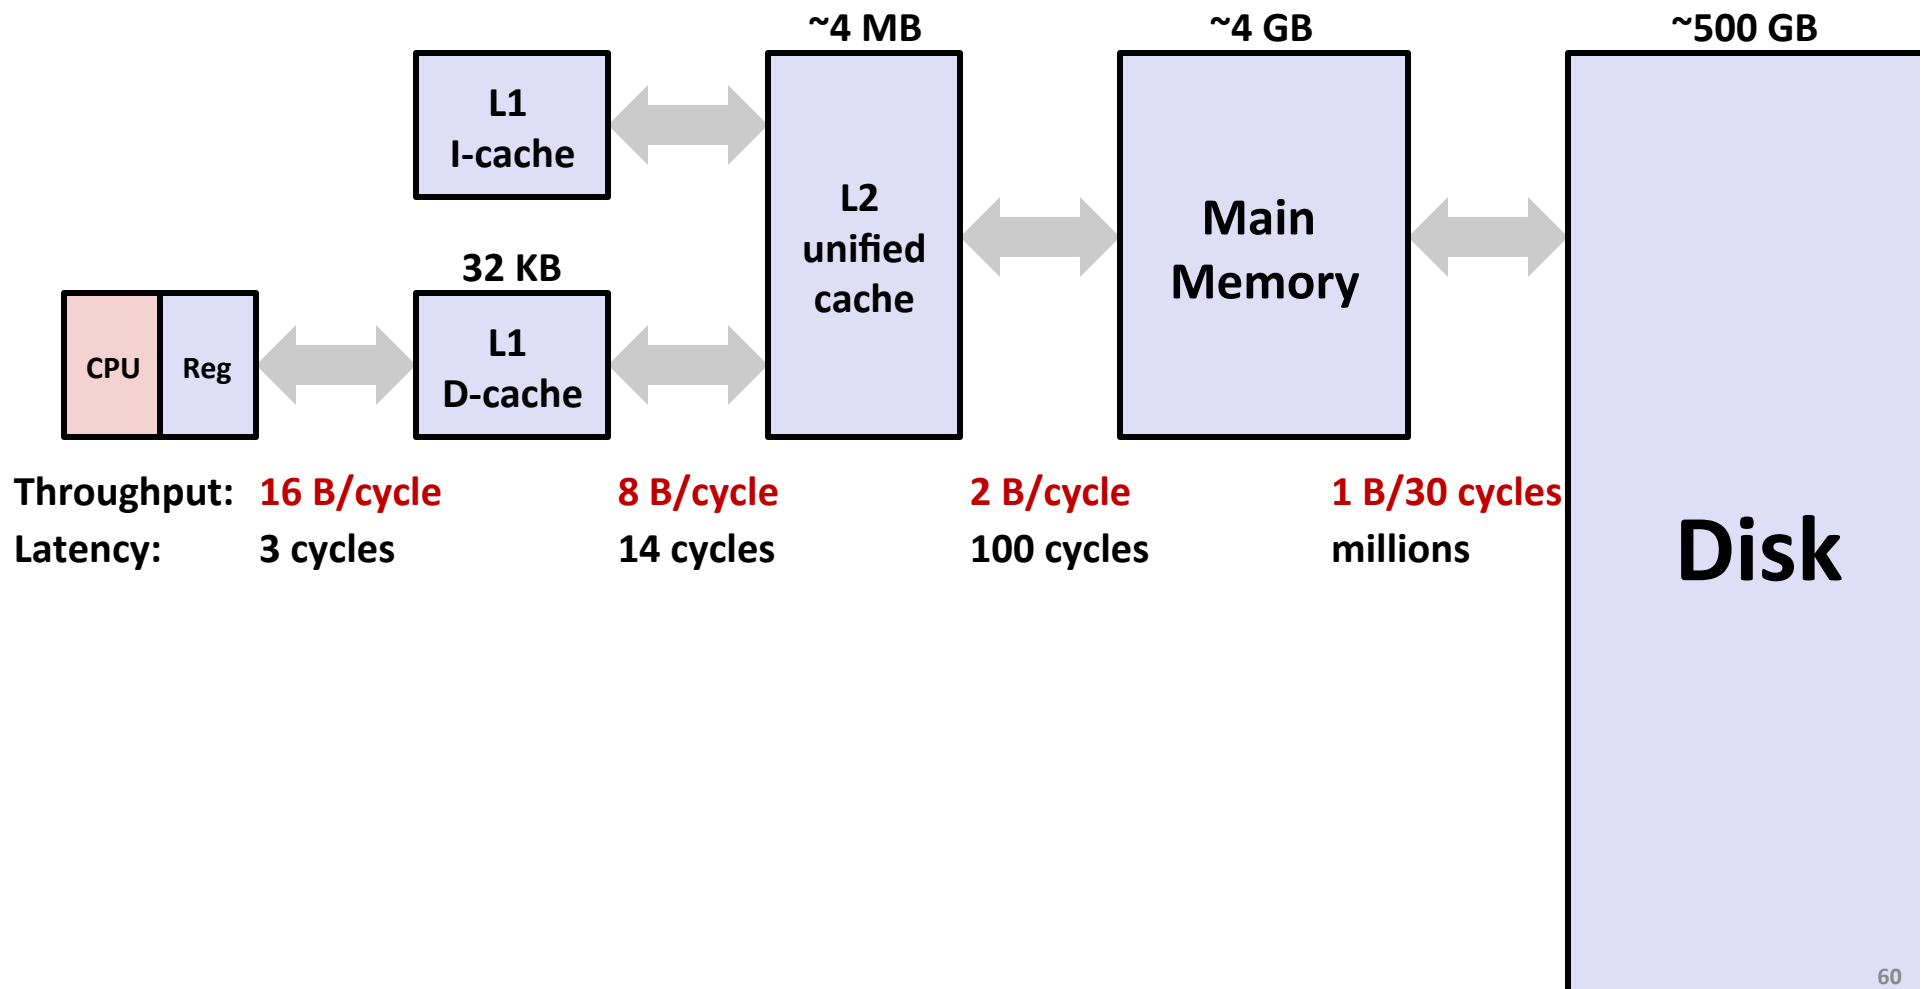 ~4 MB
~4 GB
~500 GB
L1
I-cache
L2
unified
cache
Main
Memory
32 KB
CPU
Reg
L1
D-cache
Throughput: 16 B/cycle 8 B/cycle 2 B/cycle 1 B/30 cycles
Latency: 3 cycles 14 cycles 100 cycles millions
Disk
60